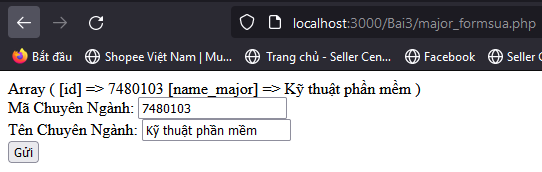 localhost:3000/Bai3/major_formsua.php
Bắt đầu
Shopee Việt Nam | Mu...
Trang chủ - Seller Cen...
Facebook
Seller
Array ( [id] => 7480103 [name_major] => Kỹ thuật phần mềm )
Mã Chuyên Ngành: 7480103
Tên Chuyên Ngành: Kỹ thuật phần mềm
Gửi